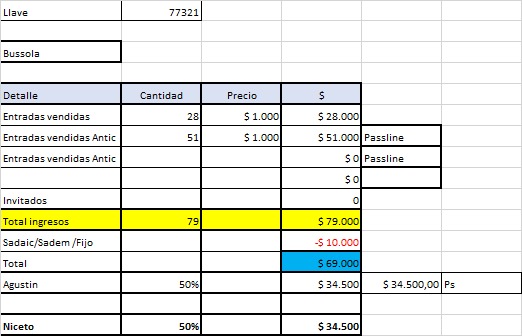 Llave 77321
Bussola
Detalle Cantidad Precio $
Entradas vendidas 28 $ 1.000 $ 28.000
Entradas vendidas Antic 51 $ 1.000 $ 51.000 Passline
Entradas vendidas Antic $ 0 Passline
$ 0
Invitados 0
Total ingresos 79 $ 79.000
Sadaic/Sadem /Fijo -$ 10.000
Total $ 69.000
Agustin 50% $ 34.500 $ 34.500,00 Ps
Niceto 50% $ 34.500